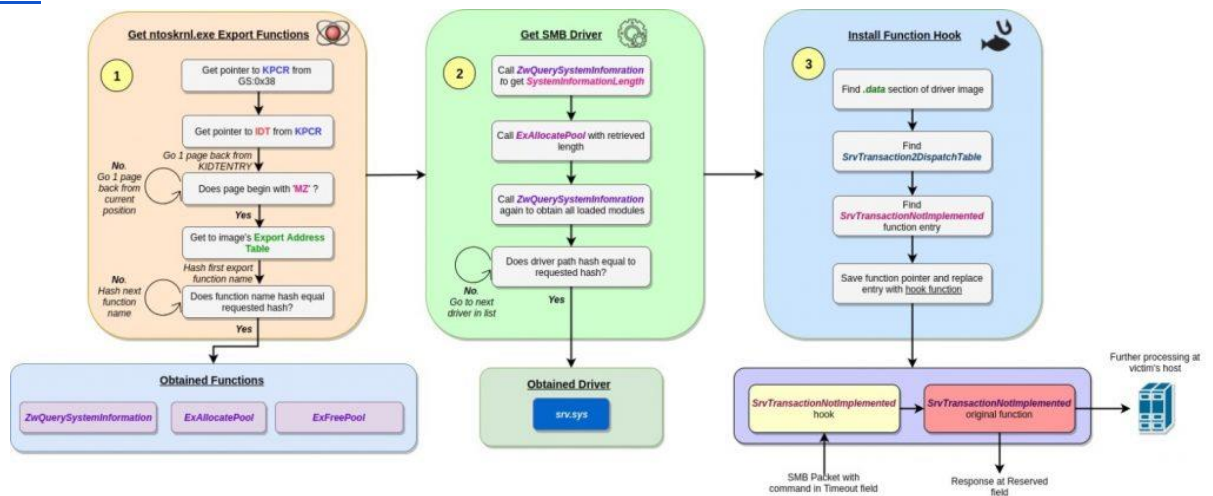 Get ntoskrnl.exe Export Functions
1
Get pointer to KPCR from
GS:0x38
Get pointer to IDT from KPCR
Go 1 page back from
KIDTENTRY
No.
Go 1 page
back from
current
position
Does page begin with 'MZ' ?
Yes
Get to image's Export Address
Table
Hash first export
function name
No.
Hash next
function
name
Does function name hash equal
requested hash?
Yes
Obtained Functions
ZwQuerySystemInformation
ExAllocatePool
ExFreePool
Get SMB Driver
2
Call ZwQuerySystemInfomration
to get SystemInformationLength
Call ExAllocatePool with retrieved
length
Call ZwQuerySystemInfomration
again to obtain all loaded modules
Does driver path hash equal to
requested hash?
No.
Go to next
driver in list
Yes
Obtained Driver
srv.sys
Install Function Hook
3
Find .data section of driver image
Find
SrvTransaction2DispatchTable
Find
SrvTransactionNotImplemented
function entry
Save function pointer and replace
entry with hook function
SrvTransactionNotImplemented
hook
SrvTransactionNotImplemented
original function
Further processing at
victim's host
SMB Packet with
command in Timeout field
Response at Reserved
field